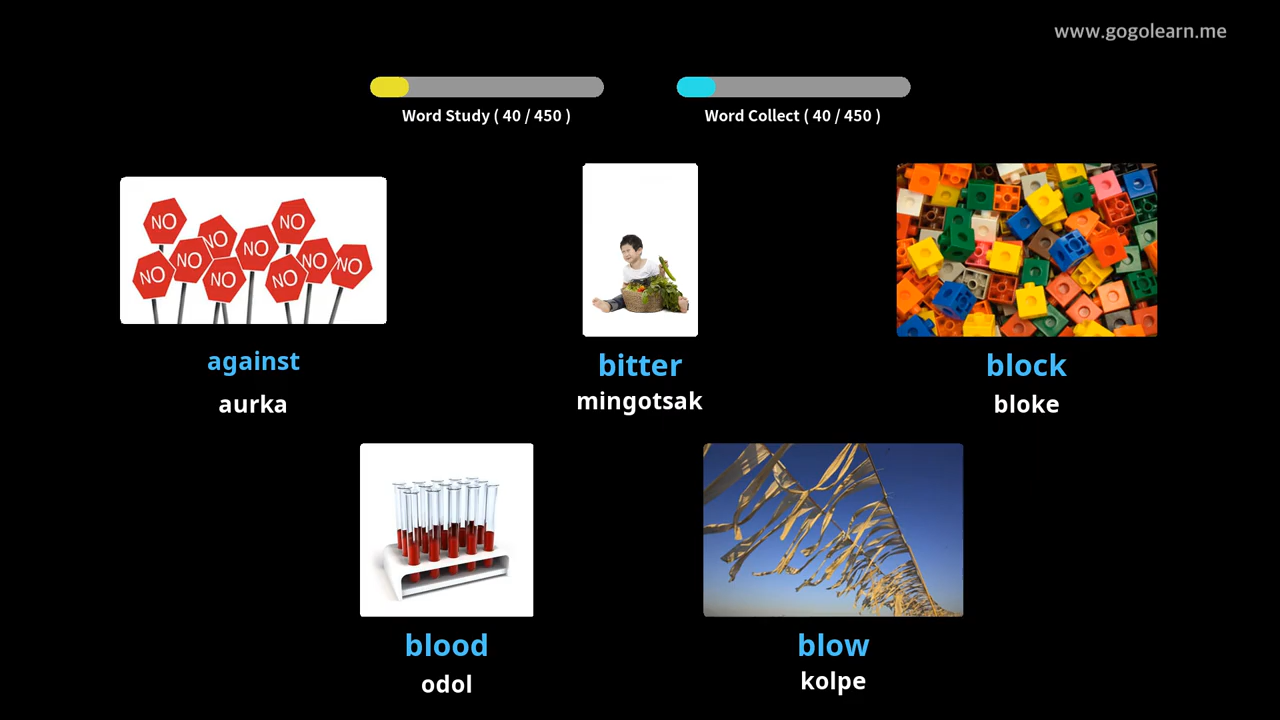 www.gogolearn.me
Word Study ( 40 / 450 )
Word Collect ( 40 / 450 )
NO
NO
NO
NO
NO
NO
NO
NO
NO
NO
against
aurka
bitter
mingotsak
block
bloke
blood
odol
blow
kolpe